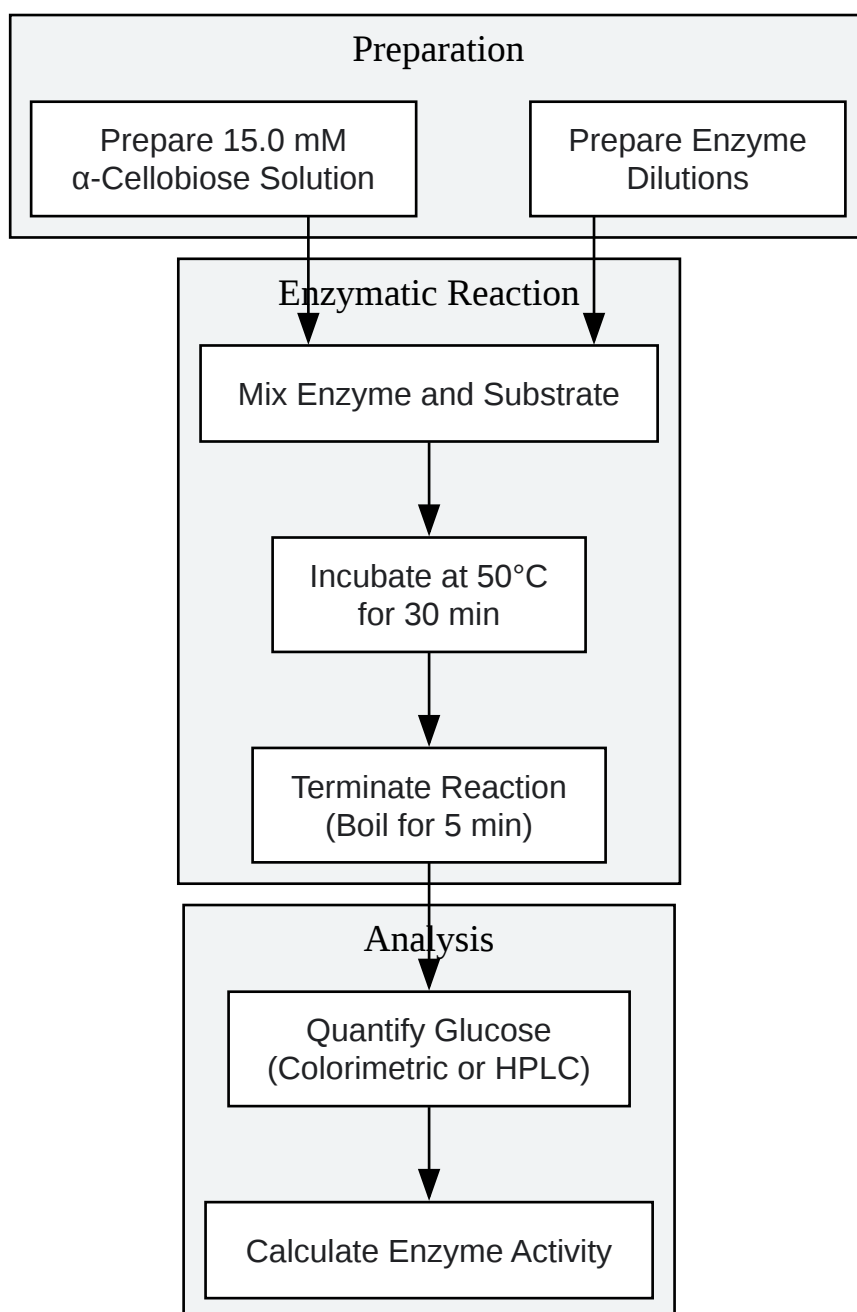 Preparation
Prepare 15.0 mM
α-Cellobiose Solution
Prepare Enzyme
Dilutions
Enzymatic Reaction
Mix Enzyme and Substrate
Incubate at 50°C
for 30 min
Terminate Reaction
(Boil for 5 min)
Analysis
Quantify Glucose
(Colorimetric or HPLC)
Calculate Enzyme Activity